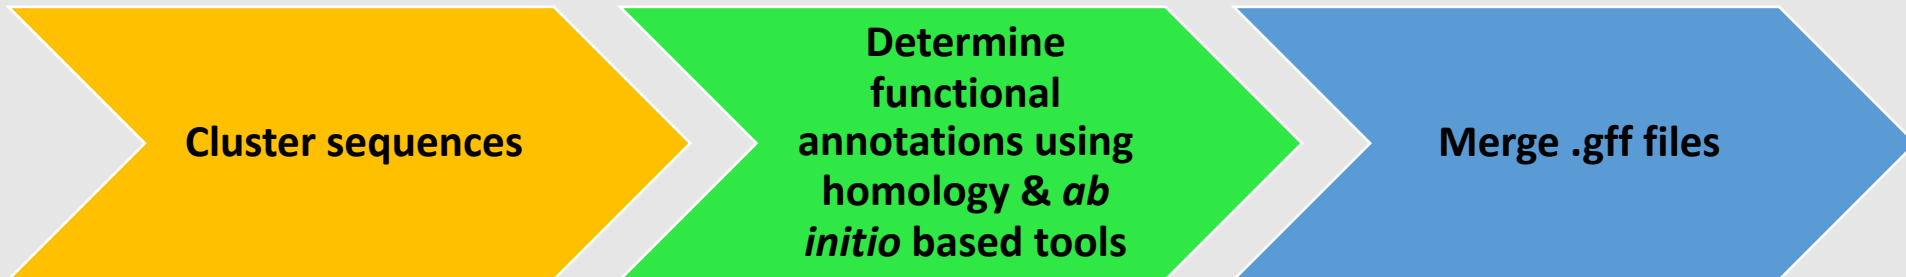 Cluster sequences
Determine
functional
annotations using
homology & ab
initio based tools
Merge .gff files